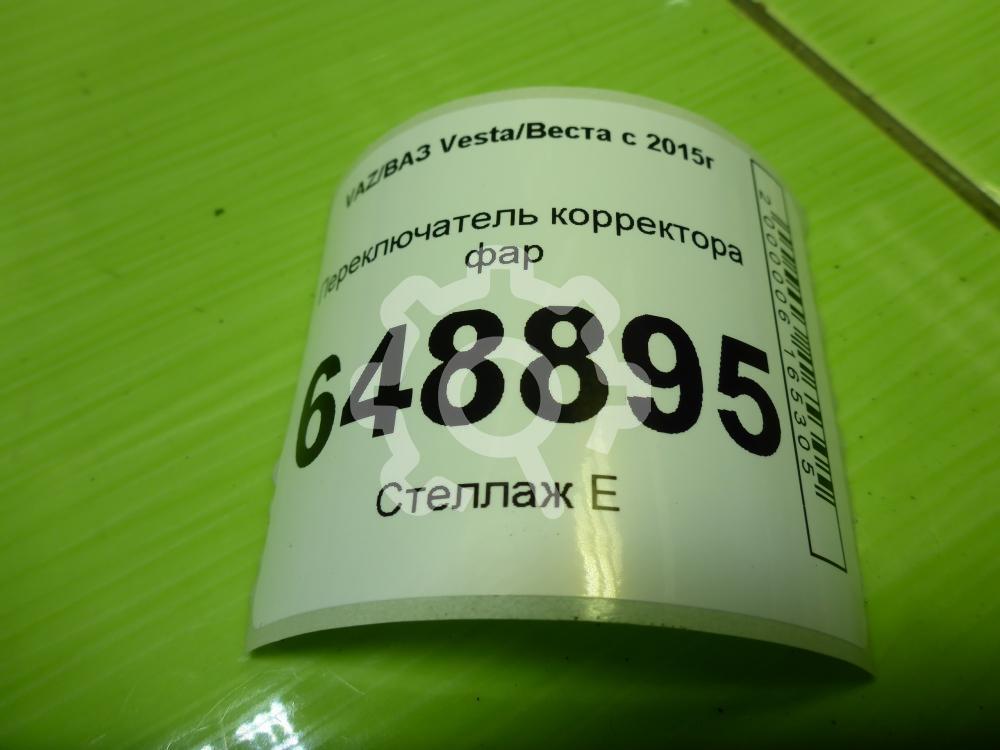 VAZ/ВАЗ Vesta/Веста с 2015г
Переключатель корректора
фар
648895
Стеллаж Е
2000006165305